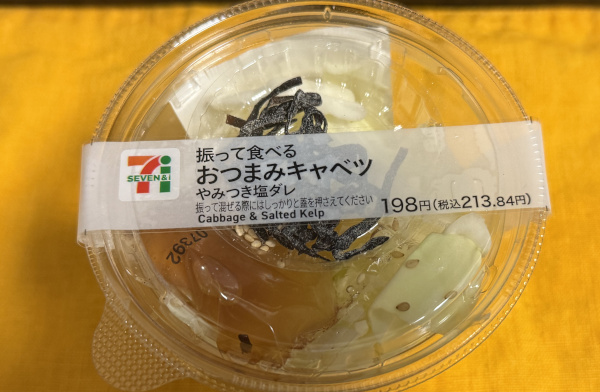 SEVEN&i
振って食べる
おつまみキャベツ
やみつき塩ダレ
振って混ぜる際にはしっかりと蓋を押さえてください
Cabbage & Salted Kelp
198円(税込213.84円)
07392